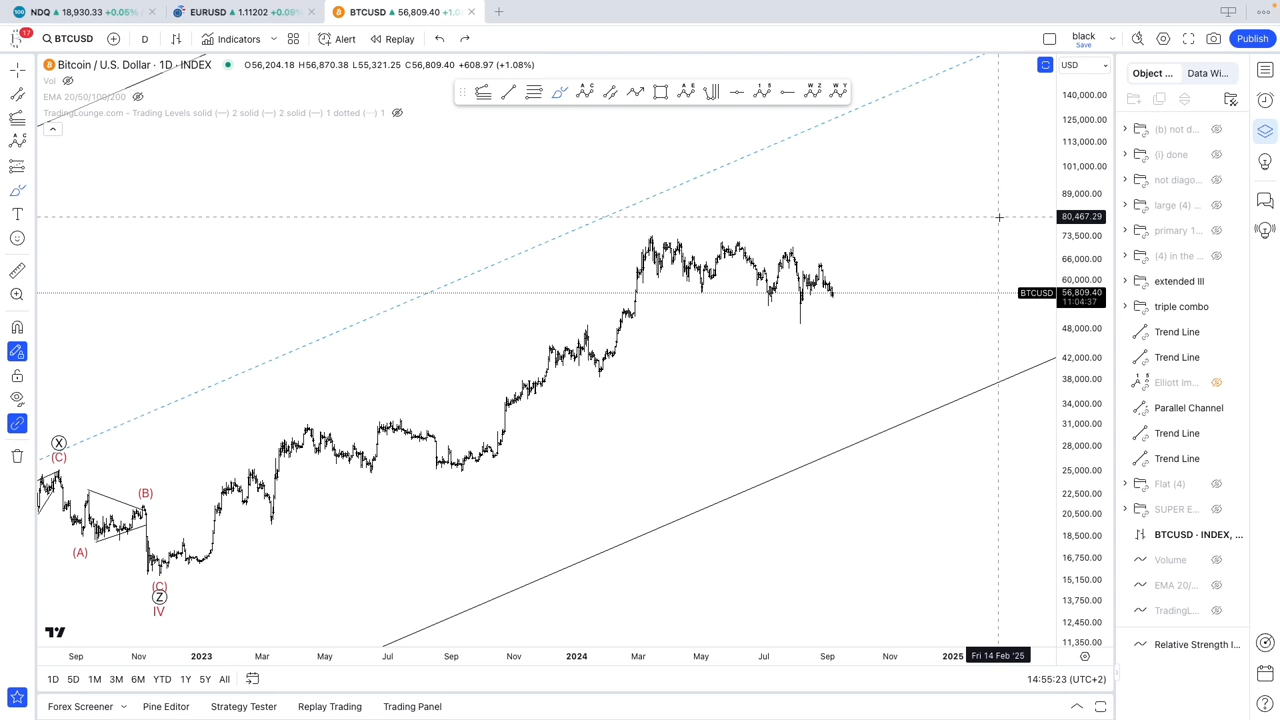 NDQ ▲ 18,930.33 +0.05%
EURUSD ▲ 1.11202 +0.09%
BTCUSD ▲ 56,809.40 +1.0
17
BTCUSD
D
Indicators
Alert
Replay
black
Save
Publish
Bitcoin / U.S. Dollar · 1D · INDEX
O56,204.18 H56,870.38 L55,321.25 C56,809.40 +608.97 (+1.08%)
USD
Object ...
Data Wi...
Vol
EMA 20/50/100/200
TradingLounge.com - Trading Levels solid (—) 2 solid (—) 2 solid (—) 1 dotted (—) 1
140,000.00
125,000.00
113,000.00
101,000.00
89,000.00
80,467.29
73,500.00
66,000.00
60,000.00
BTCUSD 56,809.40
11:04:37
48,000.00
42,000.00
38,000.00
34,000.00
31,000.00
28,000.00
25,000.00
22,500.00
20,500.00
18,500.00
16,750.00
15,150.00
13,750.00
12,450.00
11,350.00
(b) not d...
(i) done
not diago...
large (4) ...
primary 1...
(4) in the ...
extended III
triple combo
Trend Line
Trend Line
Elliott Im...
Parallel Channel
Trend Line
Trend Line
Flat (4)
SUPER E...
BTCUSD · INDEX, ...
Volume
EMA 20/...
TradingL...
Relative Strength I...
X
(C)
(B)
(A)
(C)
Z
IV
Sep Nov 2023 Mar May Jul Sep Nov 2024 Mar May Jul Sep Nov 2025 Fri 14 Feb '25
1D 5D 1M 3M 6M YTD 1Y 5Y All
14:55:23 (UTC+2)
Forex Screener Pine Editor Strategy Tester Replay Trading Trading Panel